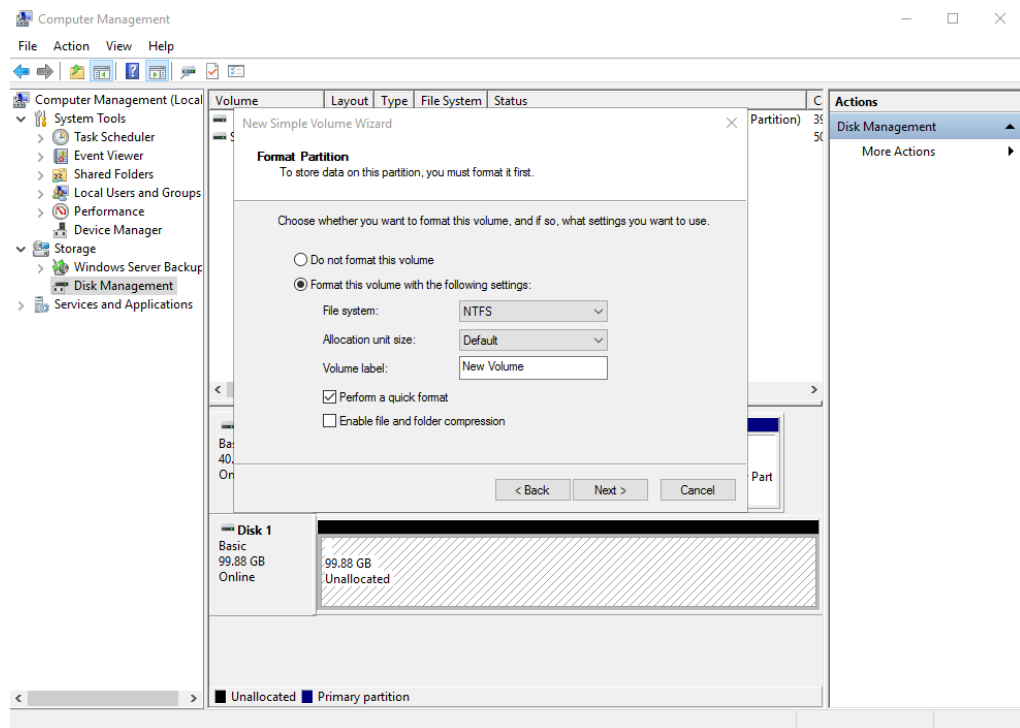 Computer Management
File Action View Help
Computer Management (Local
System Tools
Task Scheduler
Event Viewer
Shared Folders
Local Users and Groups
Performance
Device Manager
Storage
Windows Server Backup
Disk Management
Services and Applications
Volume Layout Type File System Status C
Partition) 39
S 50
New Simple Volume Wizard
Format Partition
To store data on this partition, you must format it first.
Choose whether you want to format this volume, and if so, what settings you want to use.
Do not format this volume
Format this volume with the following settings:
File system: NTFS
Allocation unit size: Default
Volume label: New Volume
Perform a quick format
Enable file and folder compression
< Back Next > Cancel
Bas
40.
On
Part
Disk 1
Basic
99.88 GB
Online
99.88 GB
Unallocated
Unallocated Primary partition
Actions
Disk Management
More Actions